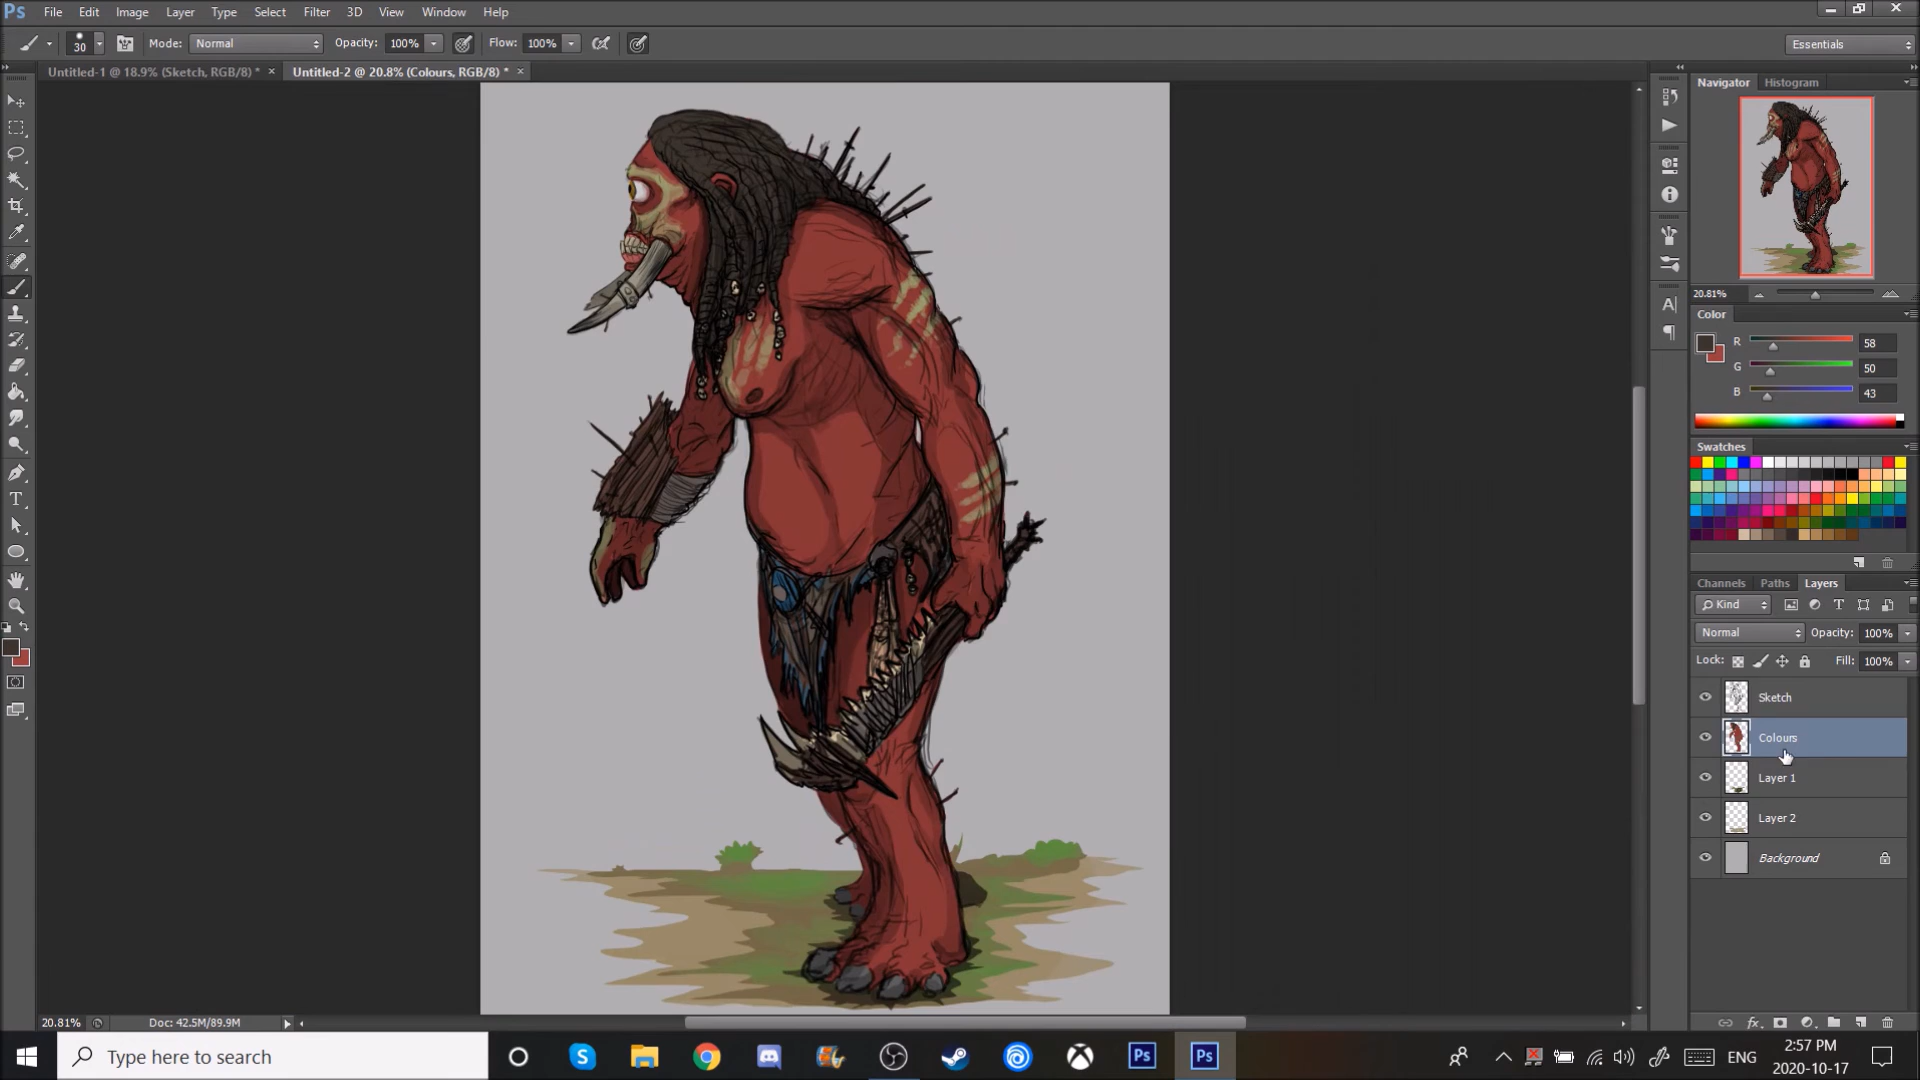 Ps File Edit Image Layer Type Select Filter 3D View Window Help
30 Mode: Normal Opacity: 100% Flow: 100% Essentials
Untitled-1 @ 18.9% (Sketch, RGB/8) * × Untitled-2 @ 20.8% (Colours, RGB/8) * ×
Navigator Histogram
20.81%
Color
R 58
G 50
B 43
Swatches
Channels Paths Layers
Kind
Normal Opacity: 100%
Lock: Fill: 100%
Sketch
Colours
Layer 1
Layer 2
Background
20.81% Doc: 42.5M/89.9M
Type here to search
Ps Ps
ENG 2:57 PM
2020-10-17